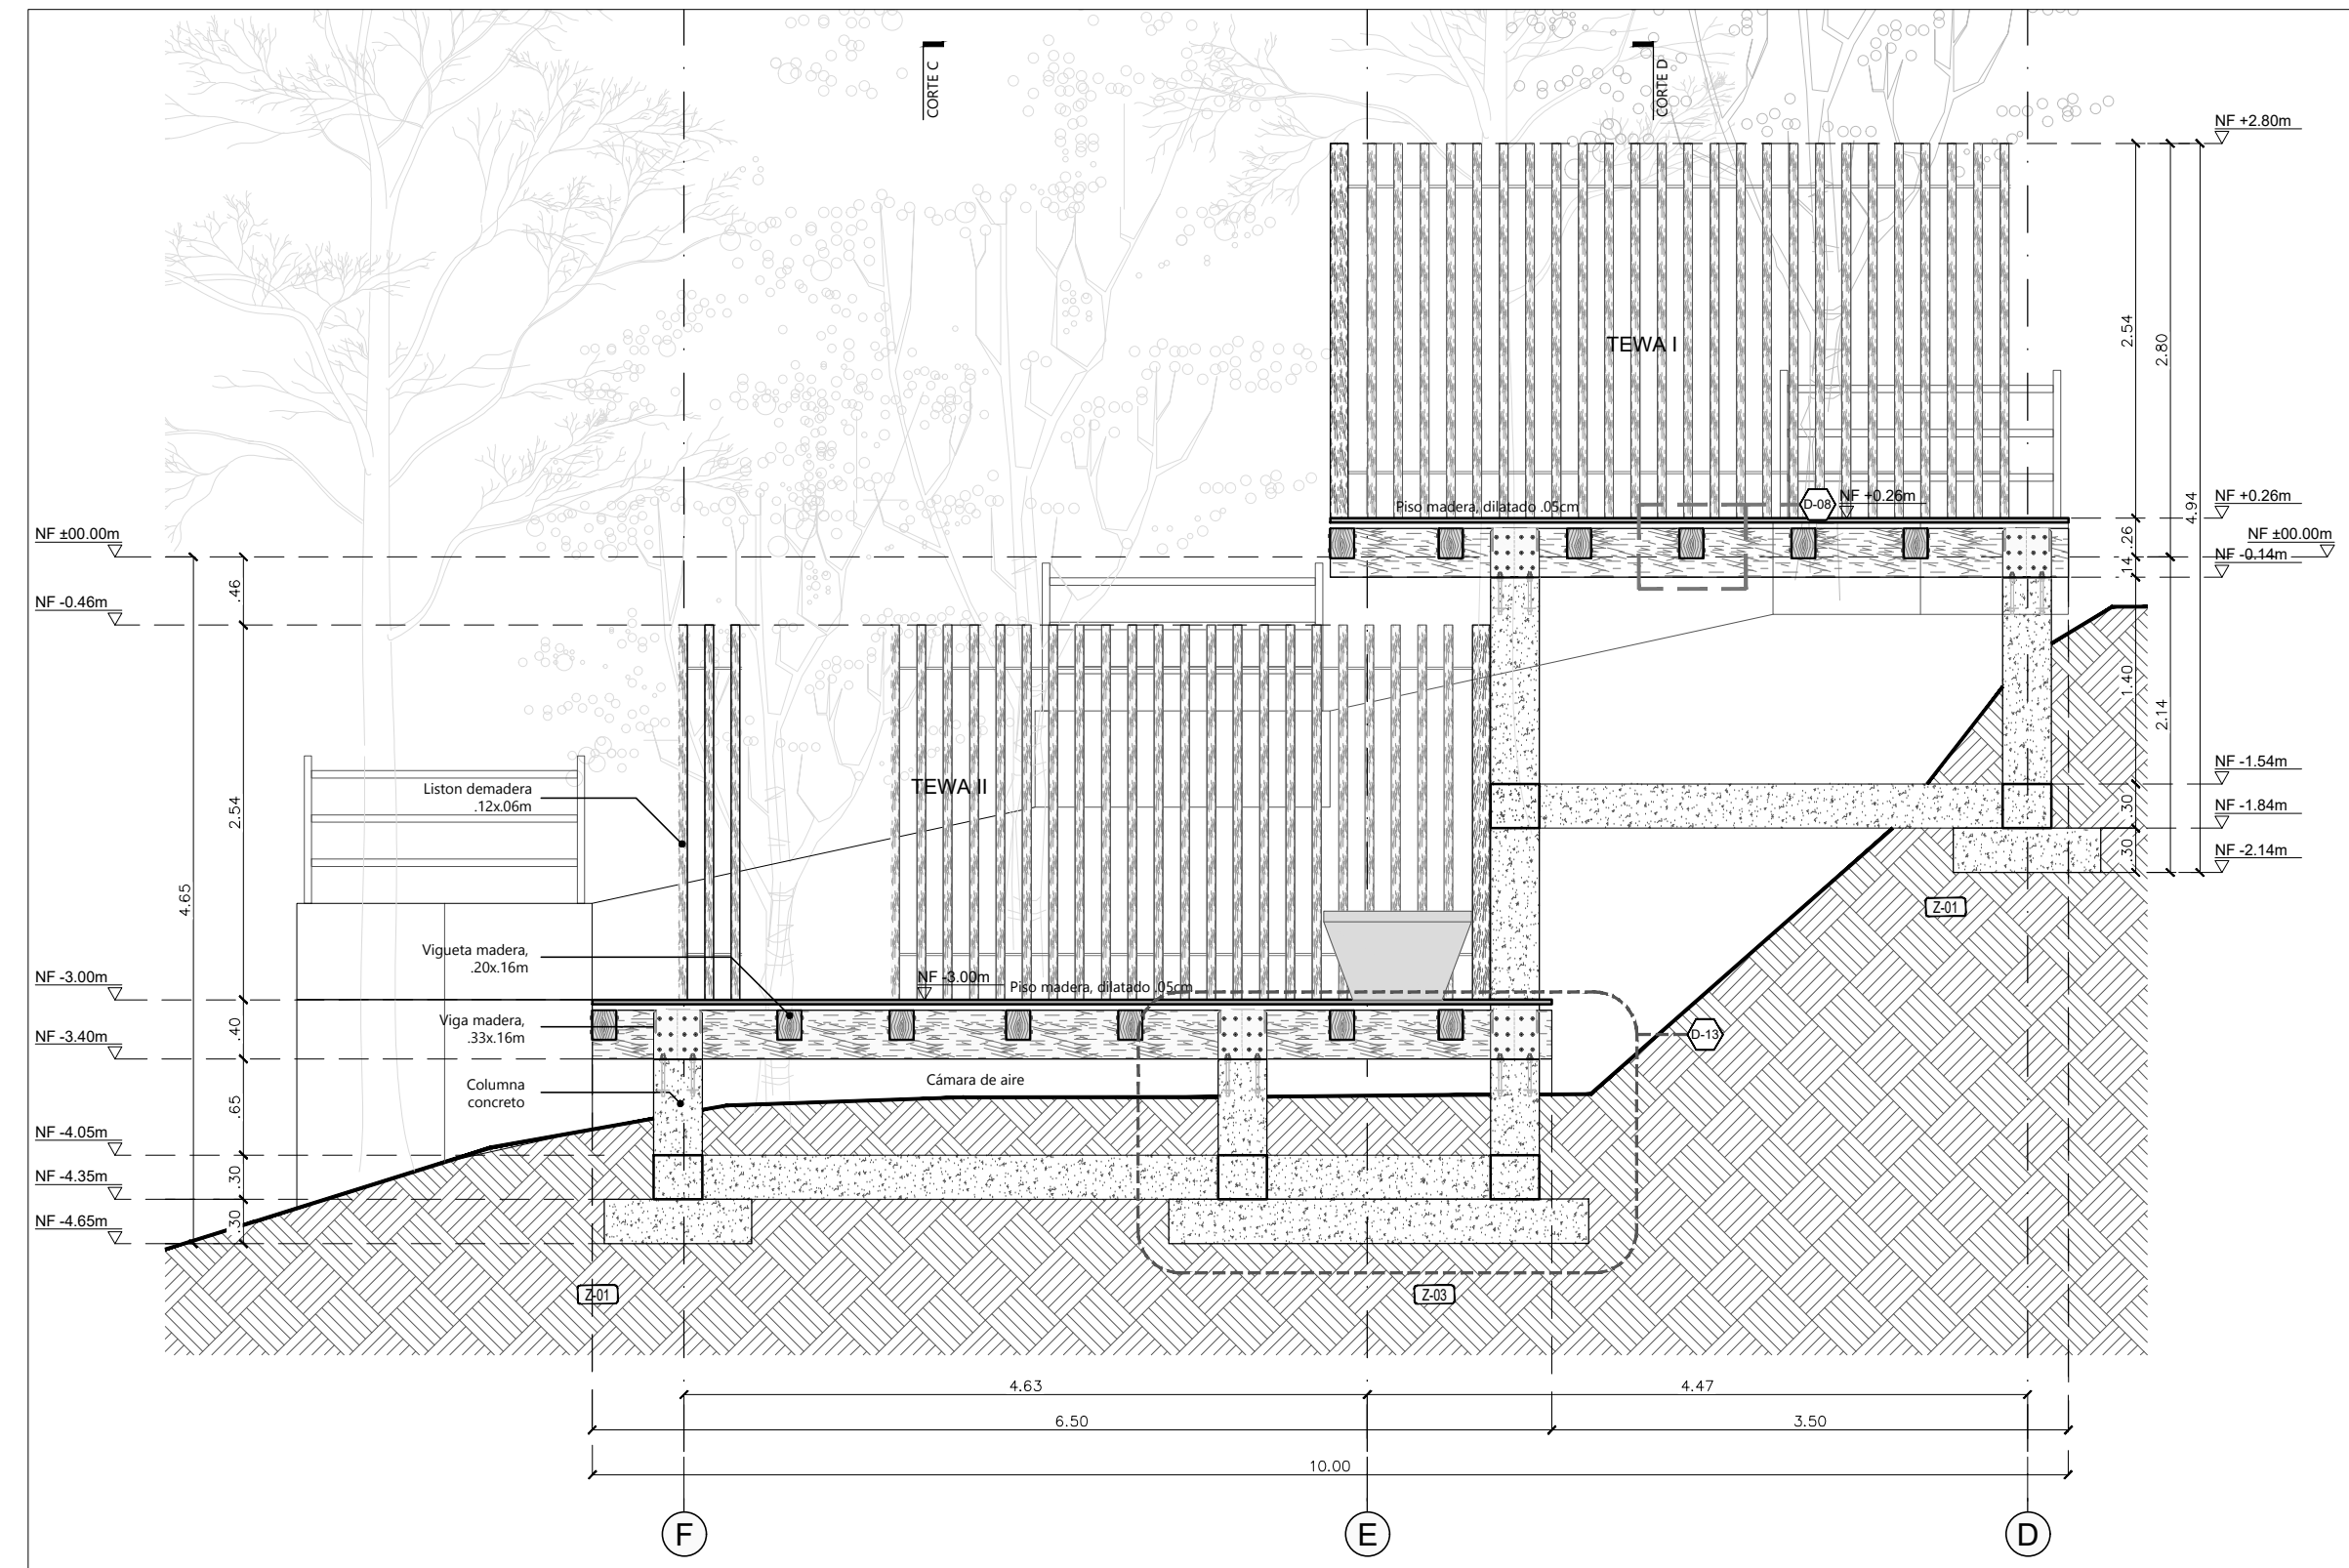 CORTE C
CORTE D
NF +2.80m
2.54
2.80
4.94
TEWA I
Piso madera, dilatado .05cm
D-08
NF +0.26m
NF +0.26m
.26
NF ±00.00m
NF -0.14m
.14
NF ±00.00m
.46
NF -0.46m
1.40
2.14
NF -1.54m
.30
NF -1.84m
.30
NF -2.14m
Z-01
TEWA II
Liston demadera
.12x.06m
2.54
4.65
Vigueta madera,
.20x.16m
NF -3.00m
NF -3.00m
Piso madera, dilatado .05cm
Viga madera,
.33x.16m
.40
NF -3.40m
D-13
Columna
concreto
Cámara de aire
.65
NF -4.05m
.30
NF -4.35m
.30
NF -4.65m
Z-01
Z-03
4.63
4.47
6.50
3.50
10.00
F
E
D